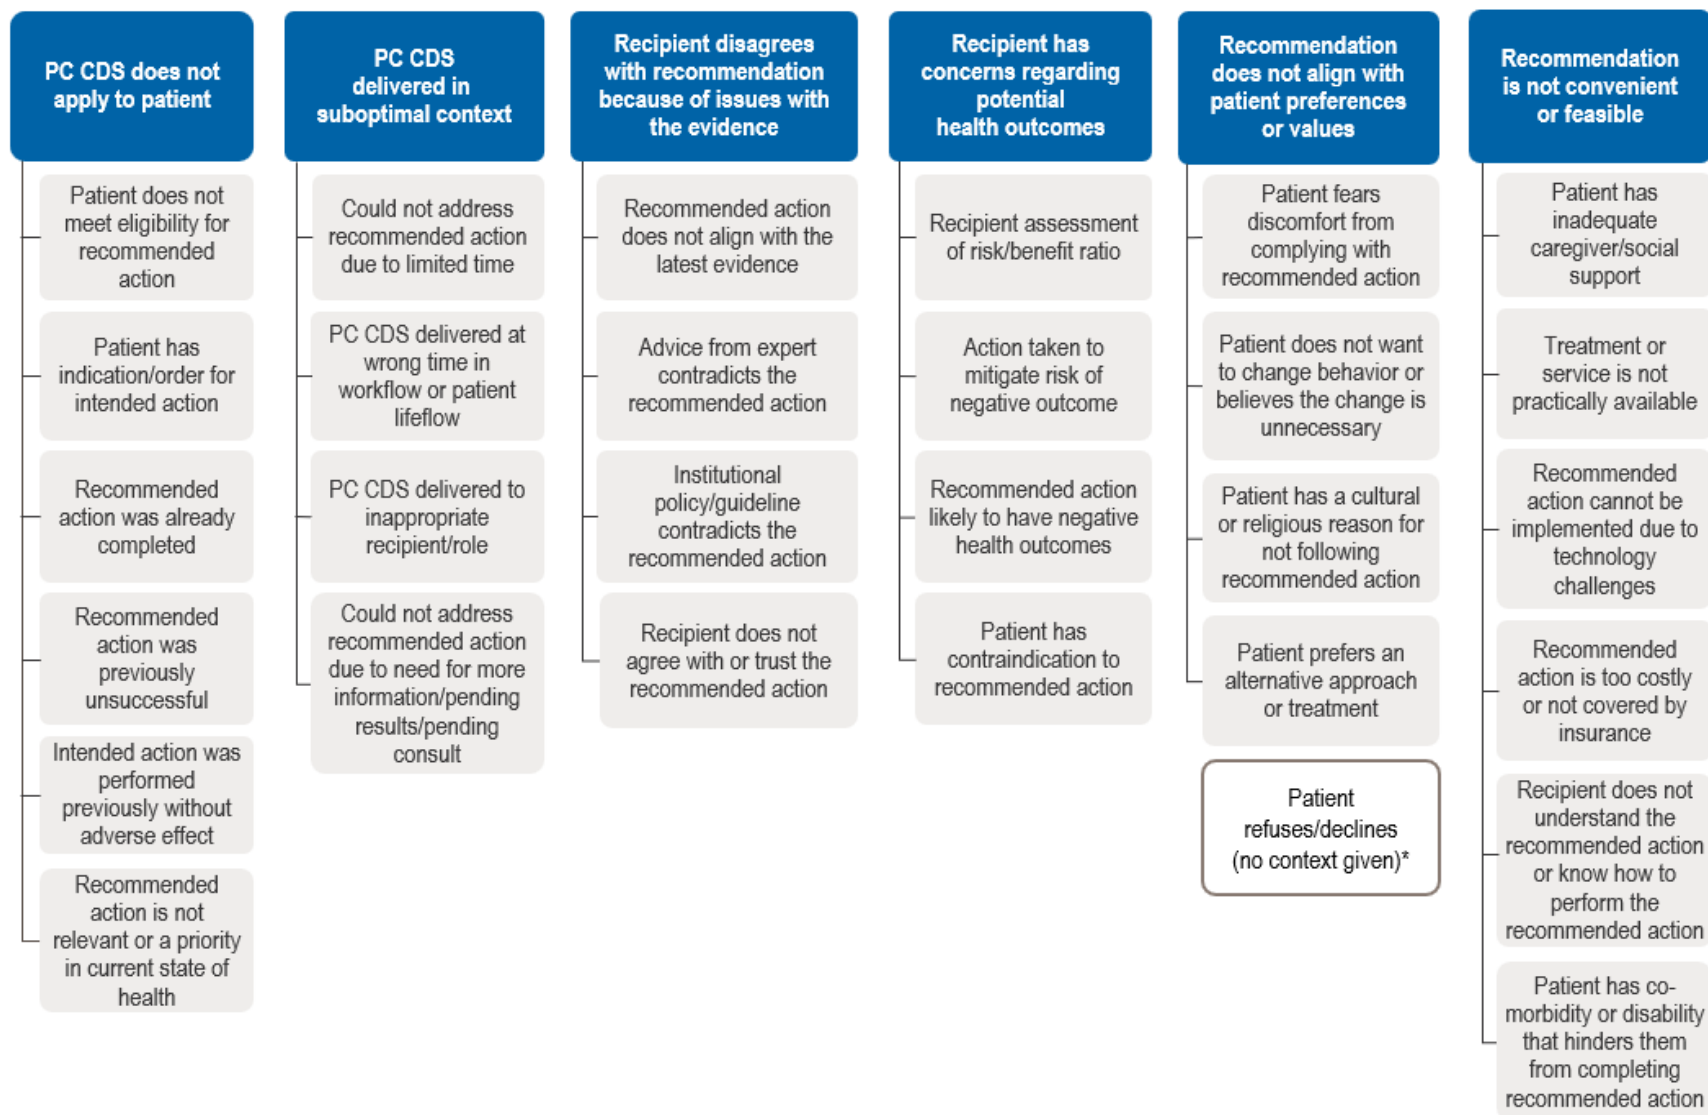 PC CDS does not
apply to patient
Patient does not
meet eligibility for
recommended
action
Patient has
indication/order for
intended action
Recommended
action was already
completed
Recommended
action was
previously
unsuccessful
Intended action was
performed
previously without
adverse effect
Recommended
action is not
relevant or a priority
in current state of
health
PC CDS
delivered in
suboptimal context
Could not address
recommended action
due to limited time
PC CDS delivered at
wrong time in
workflow or patient
lifeflow
PC CDS delivered to
inappropriate
recipient/role
Could not address
recommended action
due to need for more
information/pending
results/pending
consult
Recipient disagrees
with recommendation
because of issues with
the evidence
Recommended action
does not align with the
latest evidence
Advice from expert
contradicts the
recommended action
Institutional
policy/guideline
contradicts the
recommended action
Recipient does not
agree with or trust the
recommended action
Recipient has
concerns regarding
potential
health outcomes
Recipient assessment
of risk/benefit ratio
Action taken to
mitigate risk of
negative outcome
Recommended action
likely to have negative
health outcomes
Patient has
contraindication to
recommended action
Recommendation
does not align with
patient preferences
or values
Patient fears
discomfort from
complying with
recommended action
Patient does not want
to change behavior or
believes the change is
unnecessary
Patient has a cultural
or religious reason for
not following
recommended action
Patient prefers an
alternative approach
or treatment
Patient
refuses/declines
(no context given)*
Recommendation
is not convenient
or feasible
Patient has
inadequate
caregiver/social
support
Treatment or
service is not
practically available
Recommended
action cannot be
implemented due to
technology
challenges
Recommended
action is too costly
or not covered by
insurance
Recipient does not
understand the
recommended action
or know how to
perform the
recommended action
Patient has co-
morbidity or disability
that hinders them
from completing
recommended action